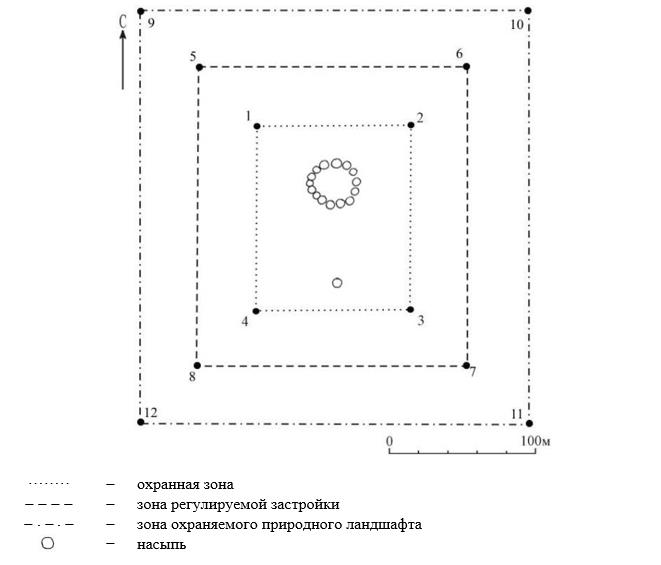 С
9
10
5
6
1
2
4
3
8
7
12
11
0
100м
– охранная зона
– зона регулируемой застройки
– зона охраняемого природного ландшафта
– насыпь